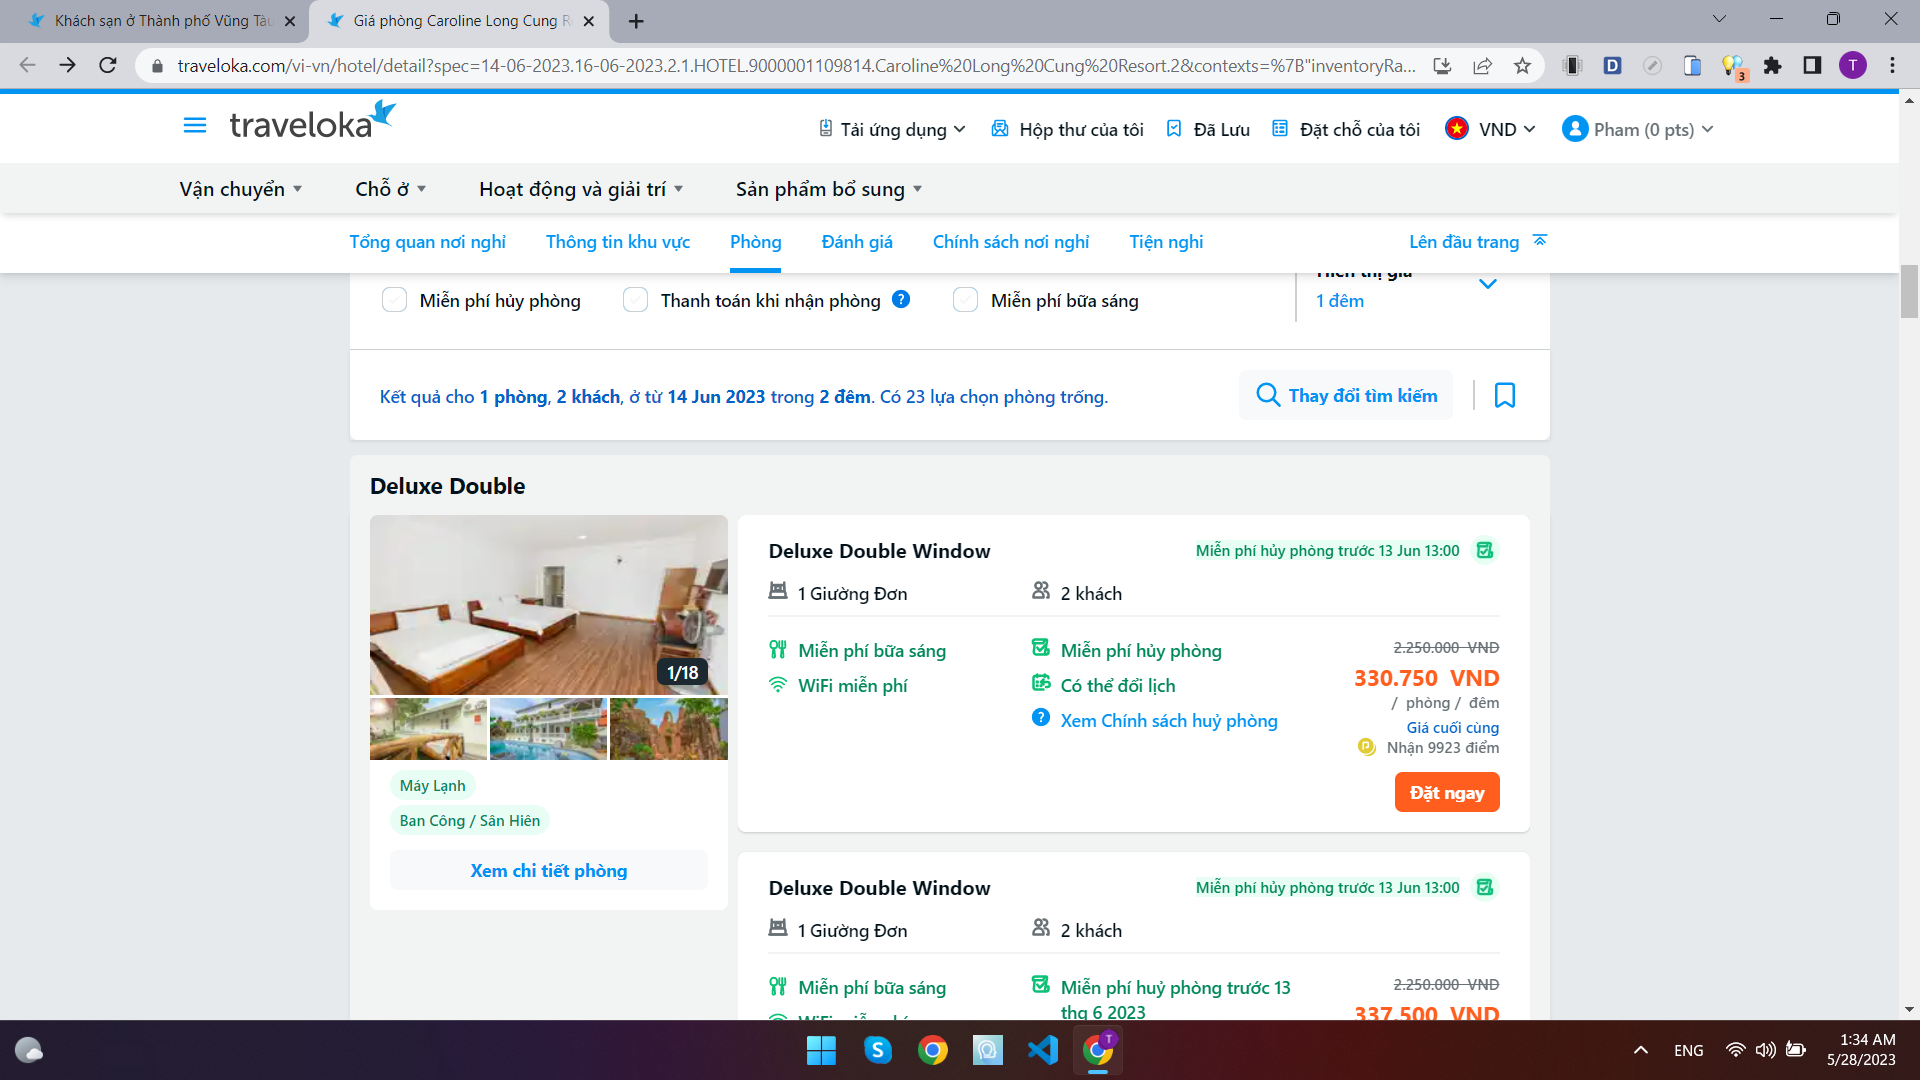 Khách sạn ở Thành phố Vũng Tàu
Giá phòng Caroline Long Cung R
traveloka.com/vi-vn/hotel/detail?spec=14-06-2023.16-06-2023.2.1.HOTEL.9000001109814.Caroline%20Long%20Cung%20Resort.2&contexts=%7B"inventoryRa...
3
T
traveloka
Tải ứng dụng
Hộp thư của tôi
Đã Lưu
Đặt chỗ của tôi
VND
Pham (0 pts)
Vận chuyển
Chỗ ở
Hoạt động và giải trí
Sản phẩm bổ sung
Tổng quan nơi nghỉ
Thông tin khu vực
Phòng
Đánh giá
Chính sách nơi nghỉ
Tiện nghi
Lên đầu trang
Hiển thị giá
Miễn phí hủy phòng
Thanh toán khi nhận phòng
Miễn phí bữa sáng
1 đêm
Kết quả cho 1 phòng, 2 khách, ở từ 14 Jun 2023 trong 2 đêm. Có 23 lựa chọn phòng trống.
Thay đổi tìm kiếm
Deluxe Double
1/18
Máy Lạnh
Ban Công / Sân Hiên
Xem chi tiết phòng
Deluxe Double Window
Miễn phí hủy phòng trước 13 Jun 13:00
1 Giường Đơn
2 khách
Miễn phí bữa sáng
WiFi miễn phí
Miễn phí hủy phòng
Có thể đổi lịch
Xem Chính sách huỷ phòng
2.250.000 VND
330.750 VND
/ phòng / đêm
Giá cuối cùng
Nhận 9923 điểm
Đặt ngay
Deluxe Double Window
Miễn phí hủy phòng trước 13 Jun 13:00
1 Giường Đơn
2 khách
Miễn phí bữa sáng
WiFi miễn phí
Miễn phí huỷ phòng trước 13
thg 6 2023
2.250.000 VND
337.500 VND
S
T
ENG
1:34 AM
5/28/2023